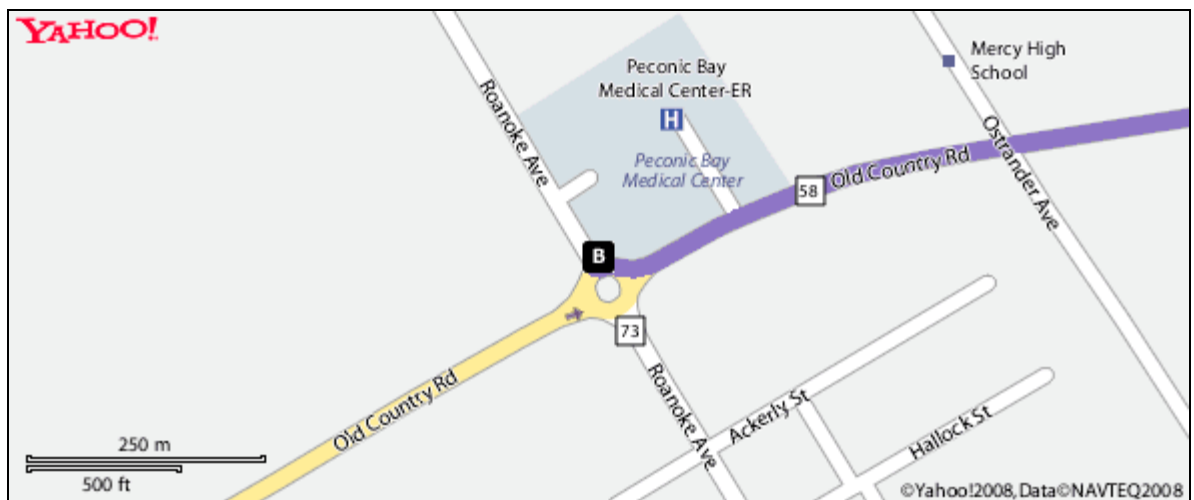 YAHOO!
Mercy High
School
Peconic Bay
Medical Center-ER
H
Roanoke Ave
Peconic Bay
Medical Center
Ostrander Ave
Old Country Rd
58
B
73
Old Country Rd
Roanoke Ave
Ackerly St
Hallock St
250 m
500 ft
©Yahoo!2008,Data©NAVTEQ2008